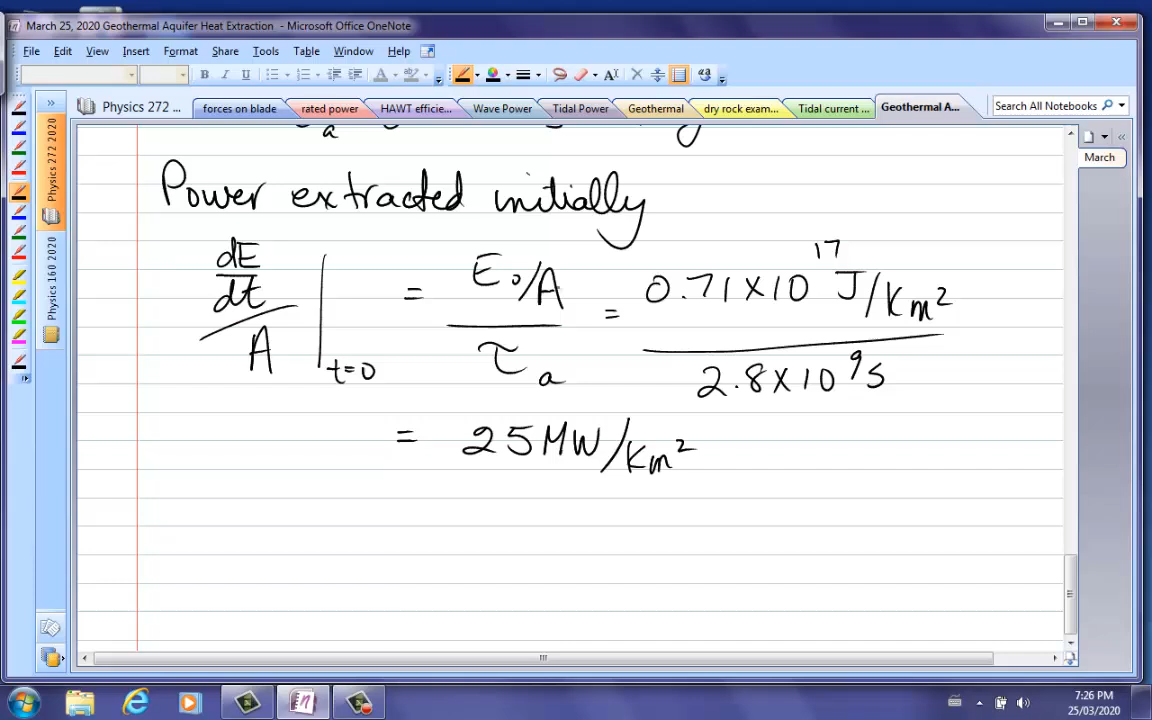 March 25, 2020 Geothermal Aquifer Heat Extraction - Microsoft Office OneNote
File Edit View Insert Format Share Tools Table Window Help
Physics 272 ... forces on blade rated power HAWT efficie... Wave Power Tidal Power Geothermal dry rock exam... Tidal current ... Geothermal A... Search All Notebooks
March
Physics 272 2020
Physics 160 2020
a
Power extracted initially
dE/dt / A | t=0 = E₀/A / τₐ = 0.71×10¹⁷ J/Km² / 2.8×10⁹ s
= 25 MW/Km²
7:26 PM
25/03/2020